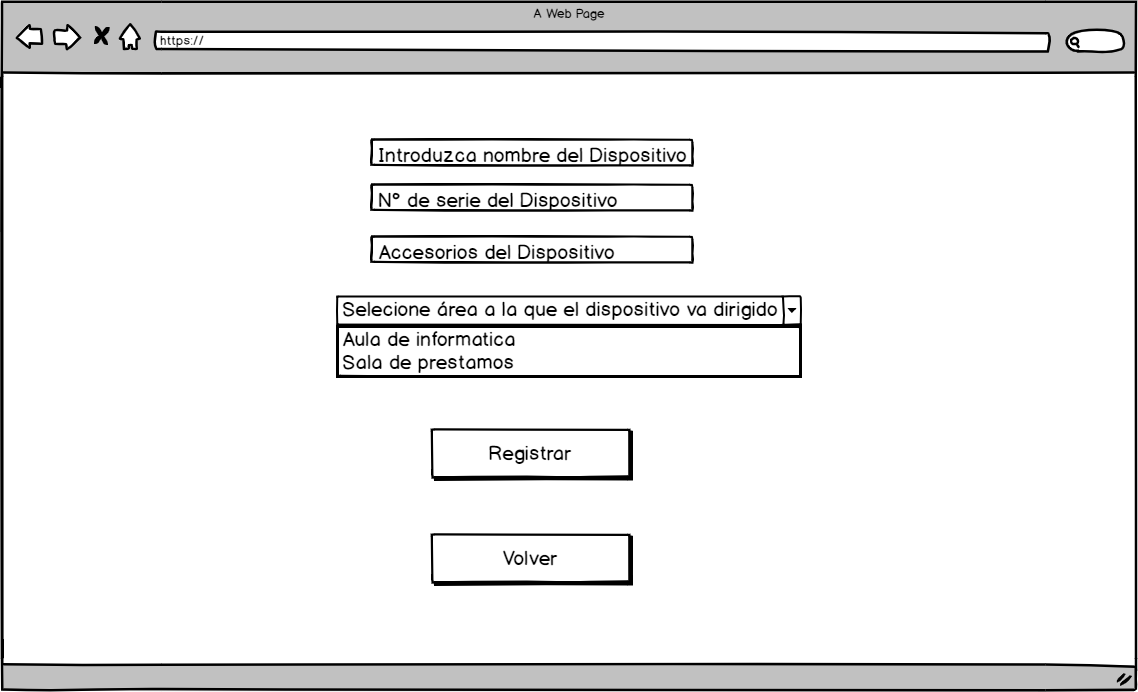 A Web Page
https://
Introduzca nombre del Dispositivo
Nº de serie del Dispositivo
Accesorios del Dispositivo
Selecione área a la que el dispositivo va dirigido
Aula de informatica
Sala de prestamos
Registrar
Volver